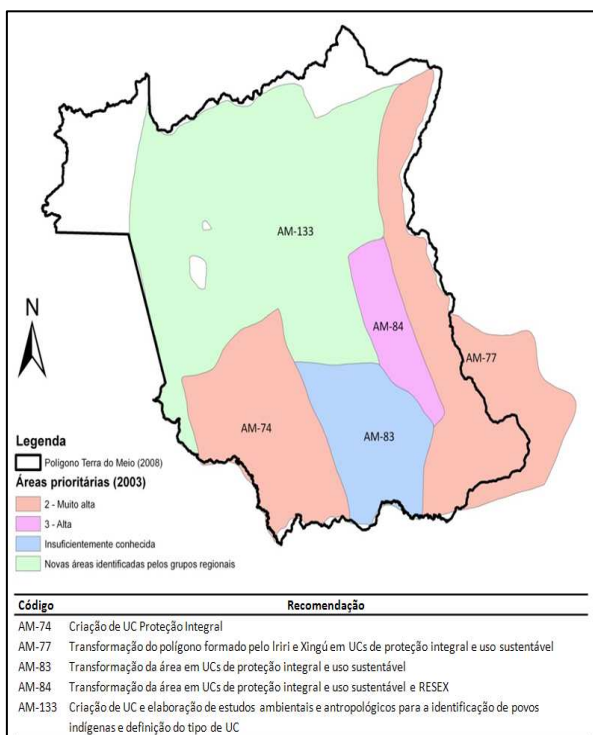 AM-133
AM-84
AM-77
N
AM-74
AM-83
Legenda
Polígono Terra do Meio (2008)
Áreas prioritárias (2003)
2 - Muito alta
3 - Alta
Insuficientemente conhecida
Novas áreas identificadas pelos grupos regionais
Código Recomendação
AM-74 Criação de UC Proteção Integral
AM-77 Transformação do polígono formado pelo Iriri e Xingú em UCs de proteção integral e uso sustentável
AM-83 Transformação da área em UCs de proteção integral e uso sustentável
AM-84 Transformação da área em UCs de proteção integral e uso sustentável e RESEX
AM-133 Criação de UC e elaboração de estudos ambientais e antropológicos para a identificação de povos
indígenas e definição do tipo de UC